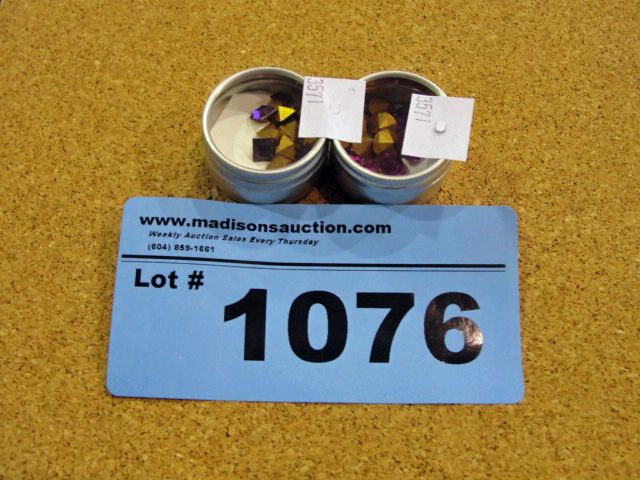 3571
3571
www.madisonsauction.com
Weekly Auction Sales Every Thursday
(604) 859-1661
Lot # 1076